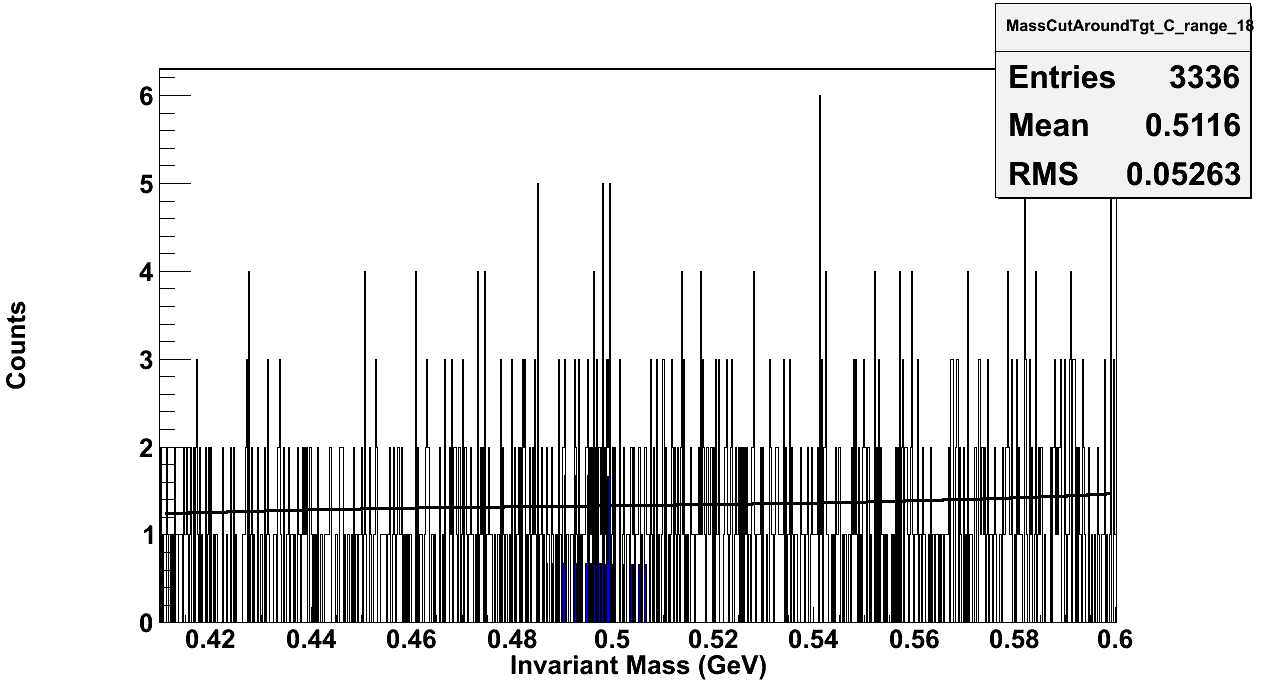 MassCutAroundTgt_C_range_18
Entries 3336
Mean 0.5116
RMS 0.05263
Counts
6
5
4
3
2
1
0
0.42 0.44 0.46 0.48 0.5 0.52 0.54 0.56 0.58 0.6
Invariant Mass (GeV)